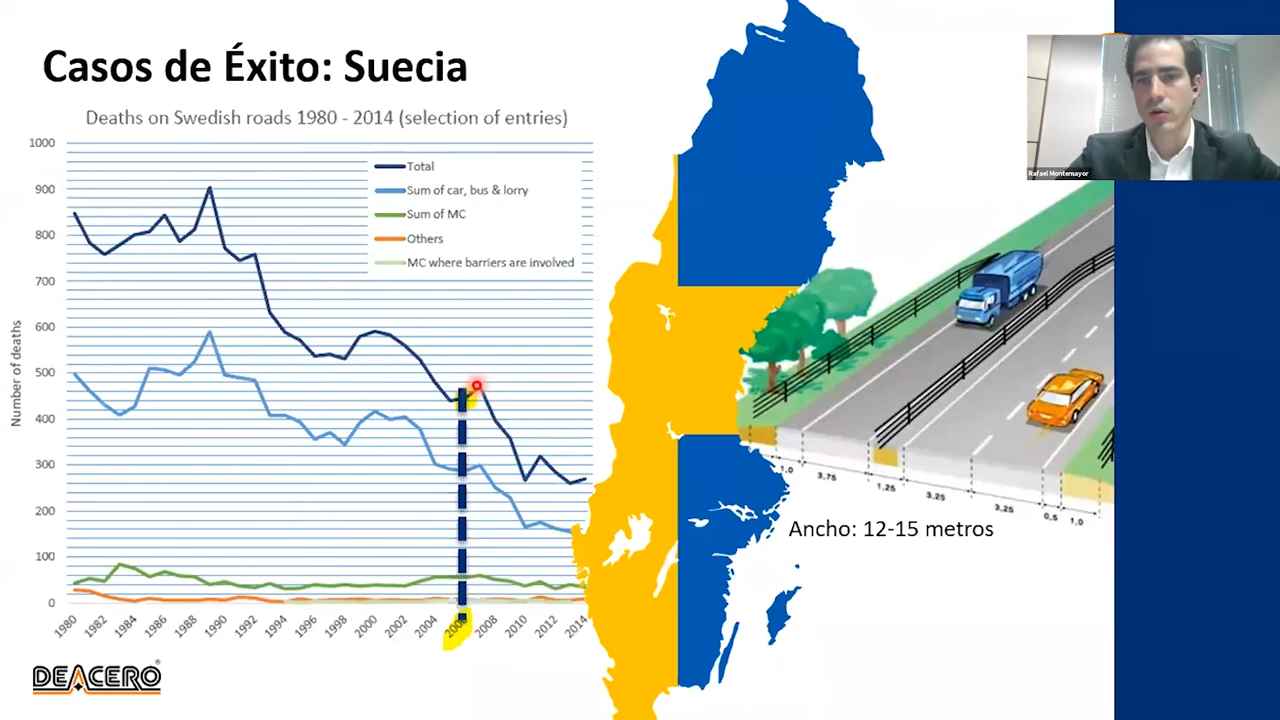 Casos de Éxito: Suecia
Deaths on Swedish roads 1980 - 2014 (selection of entries)
1000
900
800
700
600
500
400
300
200
100
0
Number of deaths
Total
Sum of car, bus & lorry
Sum of MC
Others
MC where barriers are involved
1980 1982 1984 1986 1988 1990 1992 1994 1996 1998 2000 2002 2004 2006 2008 2010 2012 2014
Rafael Montemayor
1.0 3,75 1.25 3.25 3,25 0,5 1,0
Ancho: 12-15 metros
DEACERO®